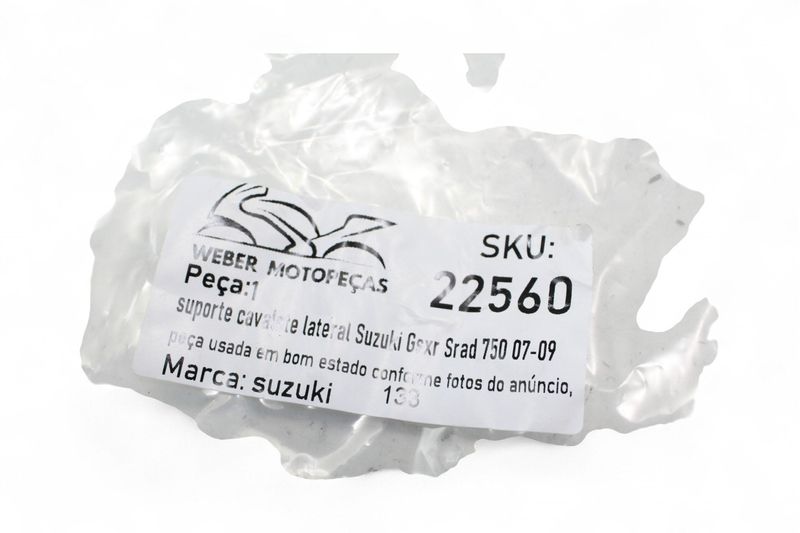 WEBER MOTOPEÇAS
SKU:
22560
Peça:1
suporte cavalete lateral Suzuki Gsxr Srad 750 07-09
peça usada em bom estado conforme fotos do anúncio,
Marca: suzuki 133